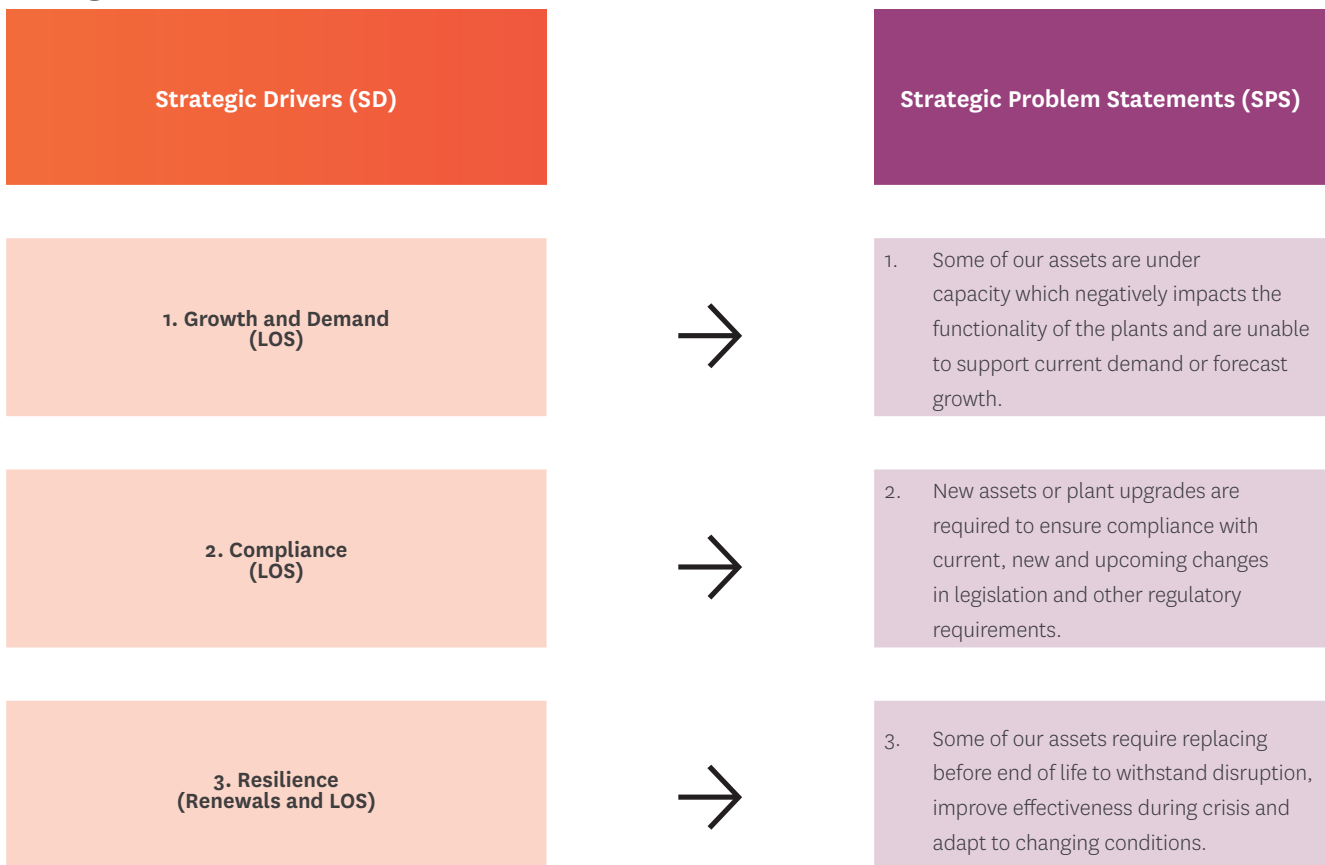 Strategic Drivers (SD)
Strategic Problem Statements (SPS)
1. Growth and Demand
(LOS)
1. Some of our assets are under
capacity which negatively impacts the
functionality of the plants and are unable
to support current demand or forecast
growth.
2. Compliance
(LOS)
2. New assets or plant upgrades are
required to ensure compliance with
current, new and upcoming changes
in legislation and other regulatory
requirements.
3. Resilience
(Renewals and LOS)
3. Some of our assets require replacing
before end of life to withstand disruption,
improve effectiveness during crisis and
adapt to changing conditions.